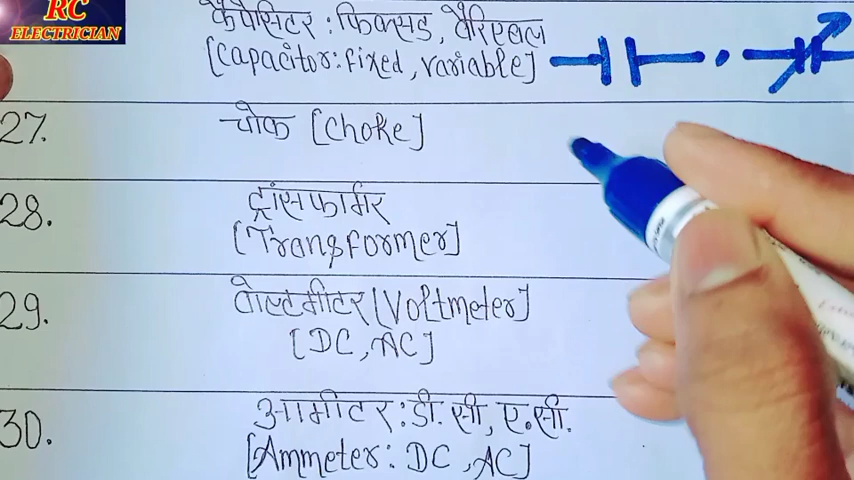 RC
ELECTRICIAN
कैपेसिटर : फिक्सड, वैरिएबल
[Capacitor: fixed, variable]
27. चोक [Choke]
28. ट्रांसफार्मर
[Transformer]
29. वोल्टमीटर [Voltmeter]
[DC, AC]
30. आमीटर : डी. सी, ए. सी.
[Ammeter: DC, AC]